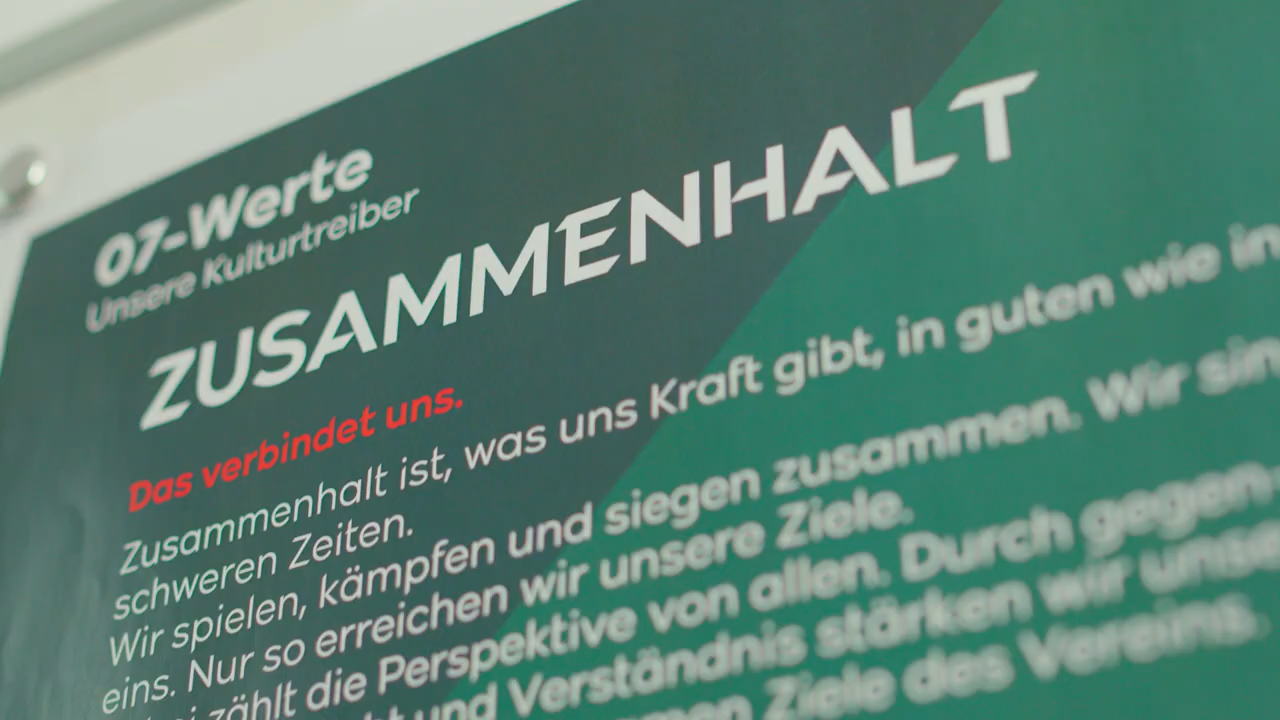 07-Werte
Unsere Kulturtreiber
ZUSAMMENHALT
Das verbindet uns.
Zusammenhalt ist, was uns Kraft gibt, in guten wie in
schweren Zeiten.
Wir spielen, kämpfen und siegen zusammen. Wir sin
eins. Nur so erreichen wir unsere Ziele.
zählt die Perspektive von allen. Durch gegen-
und Verständnis stärken wir unse
Ziele des Vereins.